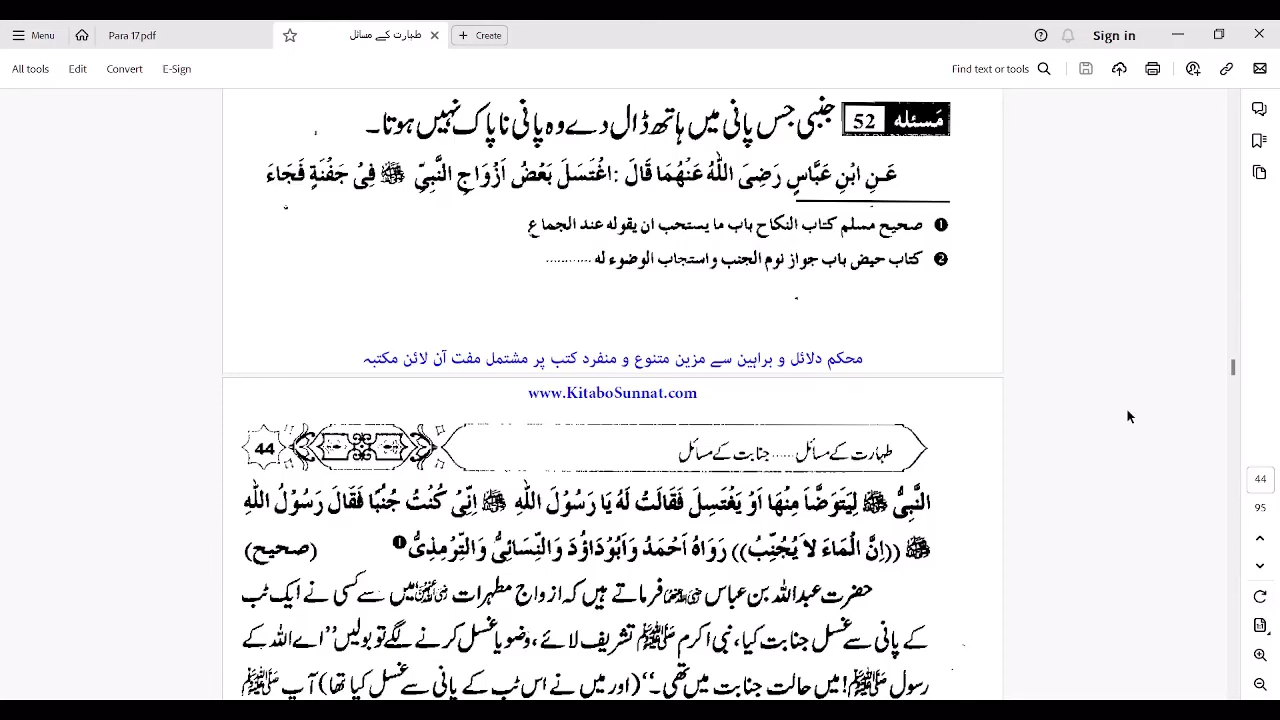 Menu
Para 17.pdf
طہارت کے مسائل
Create
Sign in
All tools Edit Convert E-Sign
Find text or tools
مَسئله 52 جنبی جس پانی میں ہاتھ ڈال دے وہ پانی ناپاک نہیں ہوتا۔
عَنِ ابْنِ عَبَّاسٍ رَضِیَ اللّٰهُ عَنْهُمَا قَالَ :اغْتَسَلَ بَعْضُ اَزْوَاجِ النَّبِیِّ ﷺ فِیْ جَفْنَةٍ فَجَاءَ
❶ صحیح مسلم کتاب النکاح باب ما یستحب ان یقوله عند الجماع
❷ کتاب حیض باب جواز نوم الجنب واستجاب الوضوء له ............
محکم دلائل و براہین سے مزین متنوع و منفرد کتب پر مشتمل مفت آن لائن مکتبہ
www.KitaboSunnat.com
طہارت کے مسائل ...... جنابت کے مسائل
44
النَّبِیُّ ﷺ لِیَتَوَضَّاَ مِنْهَا اَوْ یَغْتَسِلَ فَقَالَتْ لَهُ یَا رَسُوْلَ اللّٰهِ ﷺ اِنِّیْ كُنْتُ جُنُبًا فَقَالَ رَسُوْلُ اللّٰهِ
ﷺ ((اِنَّ الْمَاءَ لاَ یُجْنِبُ)) رَوَاهُ اَحْمَدُ وَاَبُوْدَاوُدَ وَالنِّسَائِیُّ وَالتِّرْمِذِیُّ❶ (صحیح)
حضرت عبداللہ بن عباس رضی اللہ عنہما فرماتے ہیں کہ ازواج مطہرات رضی اللہ عنہن میں سے کسی نے ایک ٹب
کے پانی سے غسل جنابت کیا، نبی اکرم ﷺ تشریف لائے، وضو یا غسل کرنے لگے تو بولیں ’’اے اللہ کے
رسول ﷺ! میں حالت جنابت میں تھی۔‘‘ (اور میں نے اس ٹب کے پانی سے غسل کیا تھا) آپ ﷺ
44
95